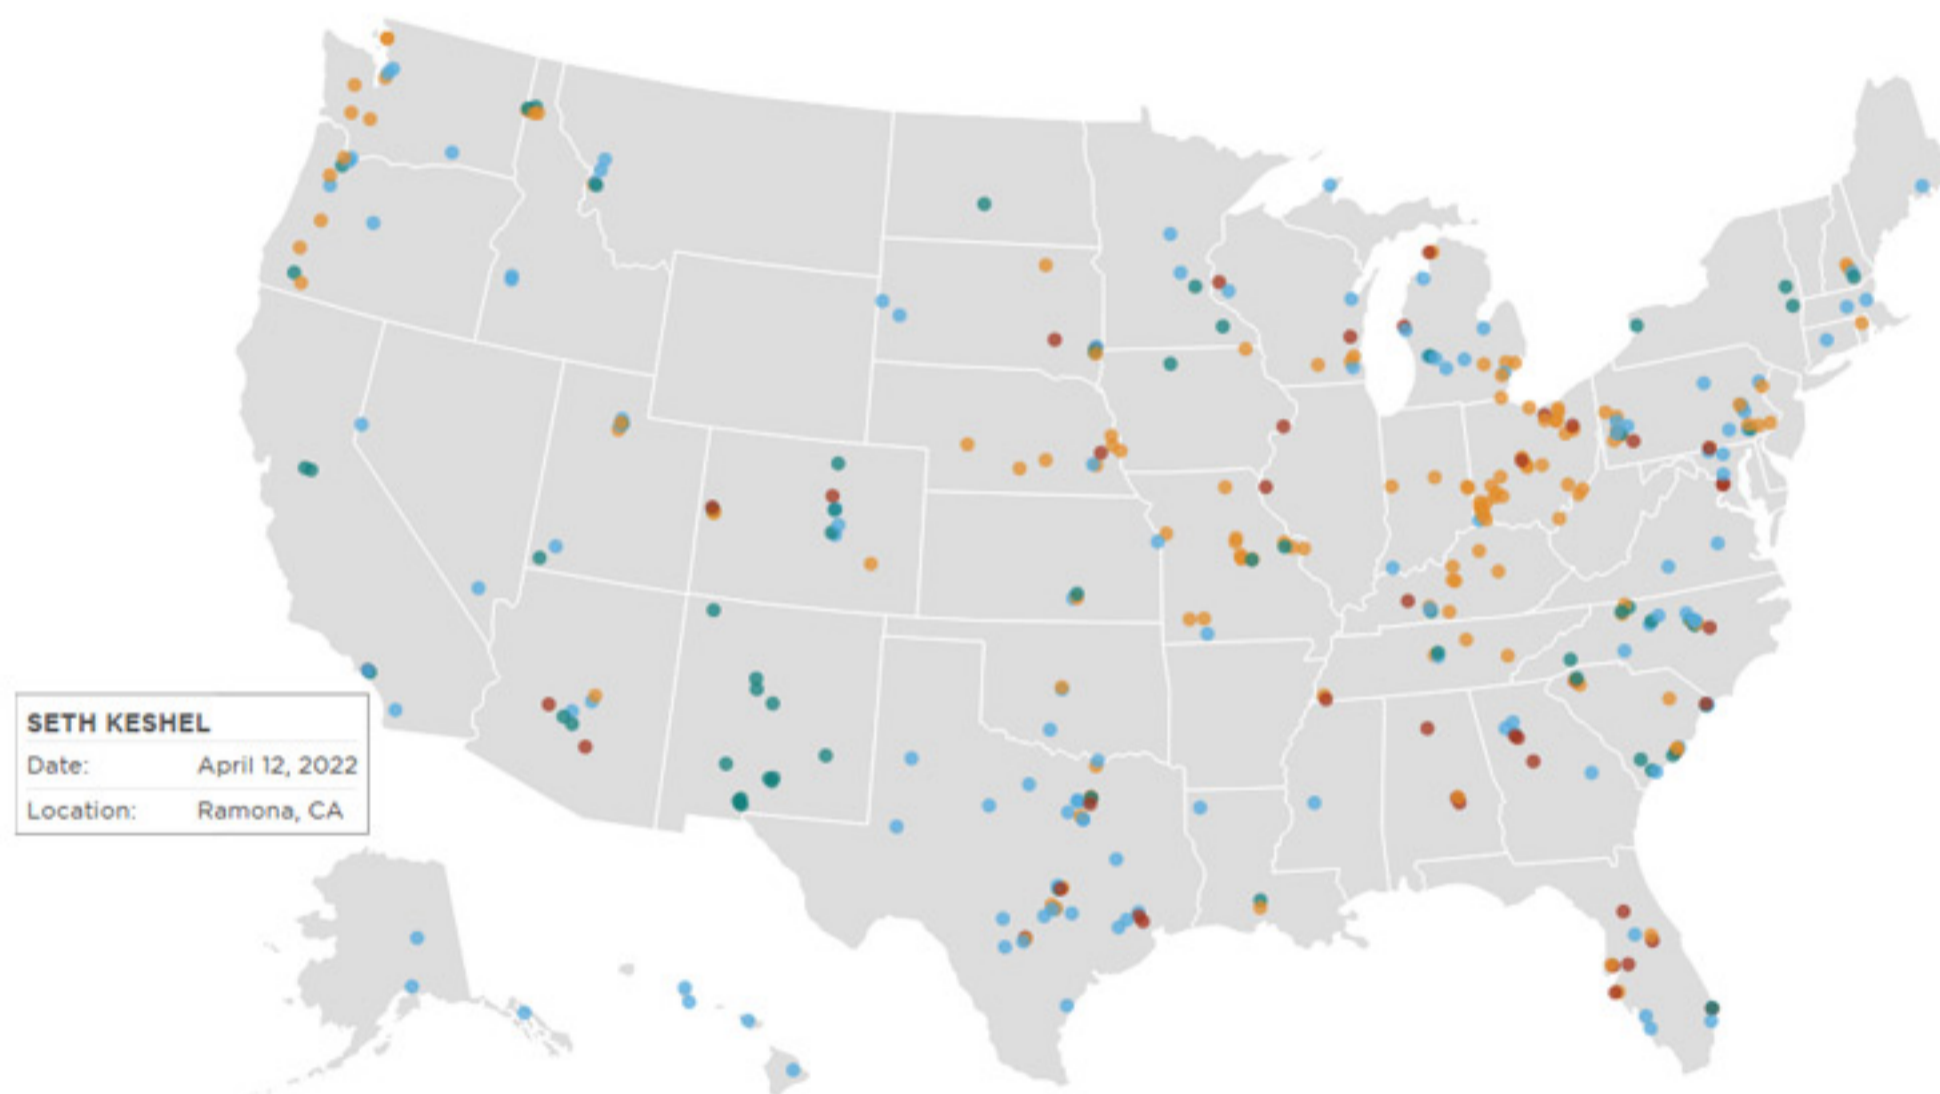 SETH KESHEL
Date: April 12, 2022
Location: Ramona, CA